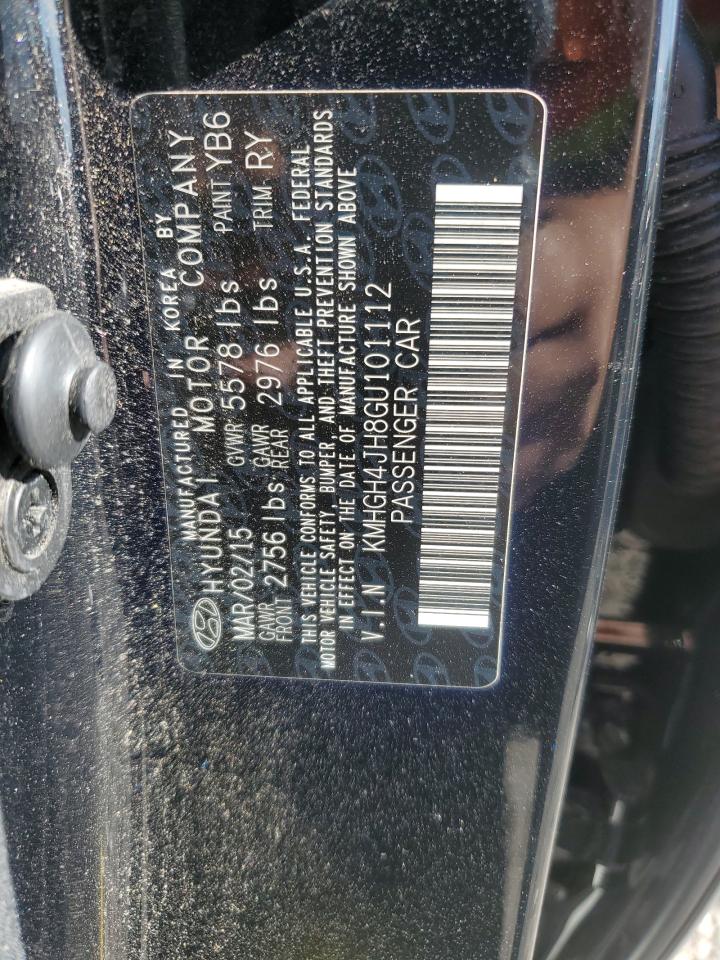 MANUFACTURED IN KOREA BY
HYUNDAI MOTOR COMPANY
MAR/02/15 GVWR 5578 lbs PAINT YB6
GAWR FRONT 2756 lbs GAWR REAR 2976 lbs TRIM RY
THIS VEHICLE CONFORMS TO ALL APPLICABLE U.S.A. FEDERAL
MOTOR VEHICLE SAFETY, BUMPER, AND THEFT PREVENTION STANDARDS
IN EFFECT ON THE DATE OF MANUFACTURE SHOWN ABOVE
V.I.N KMHGH4JH8GU101112
PASSENGER CAR